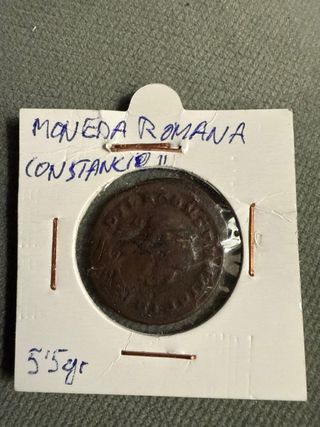 MONEDA ROMANA
CONSTANCIO II
5'5gr